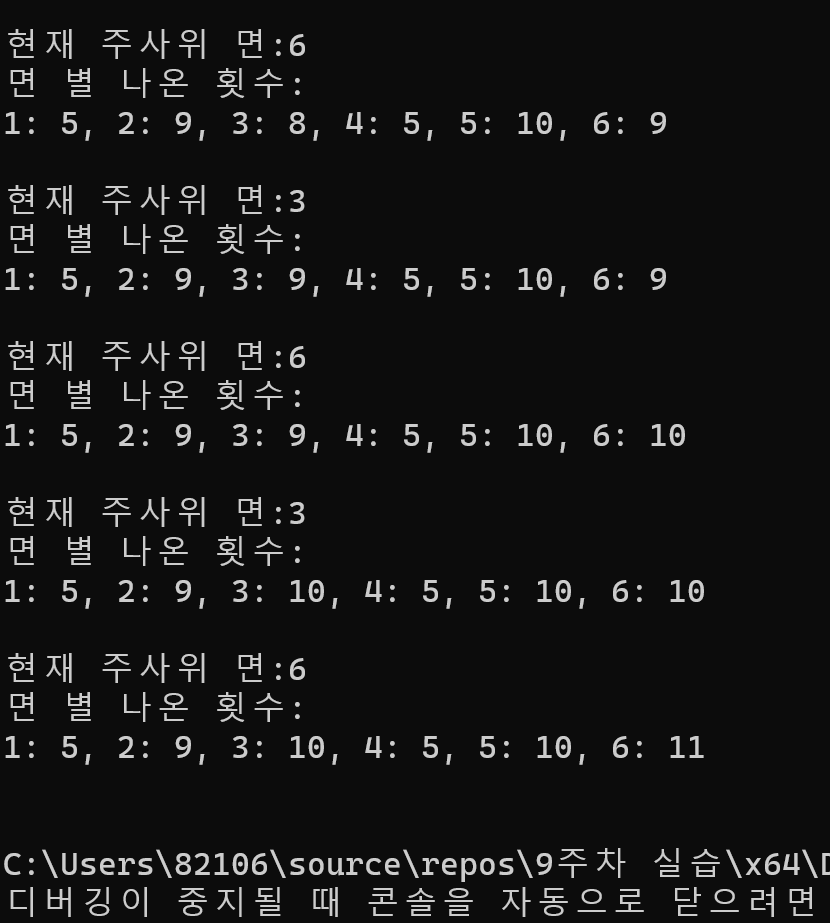 현재 주사위 면:6
면 별 나온 횟수:
1: 5, 2: 9, 3: 8, 4: 5, 5: 10, 6: 9
현재 주사위 면:3
면 별 나온 횟수:
1: 5, 2: 9, 3: 9, 4: 5, 5: 10, 6: 9
현재 주사위 면:6
면 별 나온 횟수:
1: 5, 2: 9, 3: 9, 4: 5, 5: 10, 6: 10
현재 주사위 면:3
면 별 나온 횟수:
1: 5, 2: 9, 3: 10, 4: 5, 5: 10, 6: 10
현재 주사위 면:6
면 별 나온 횟수:
1: 5, 2: 9, 3: 10, 4: 5, 5: 10, 6: 11
C:\Users\82106\source\repos\9주차 실습\x64\D
디버깅이 중지될 때 콘솔을 자동으로 닫으려면